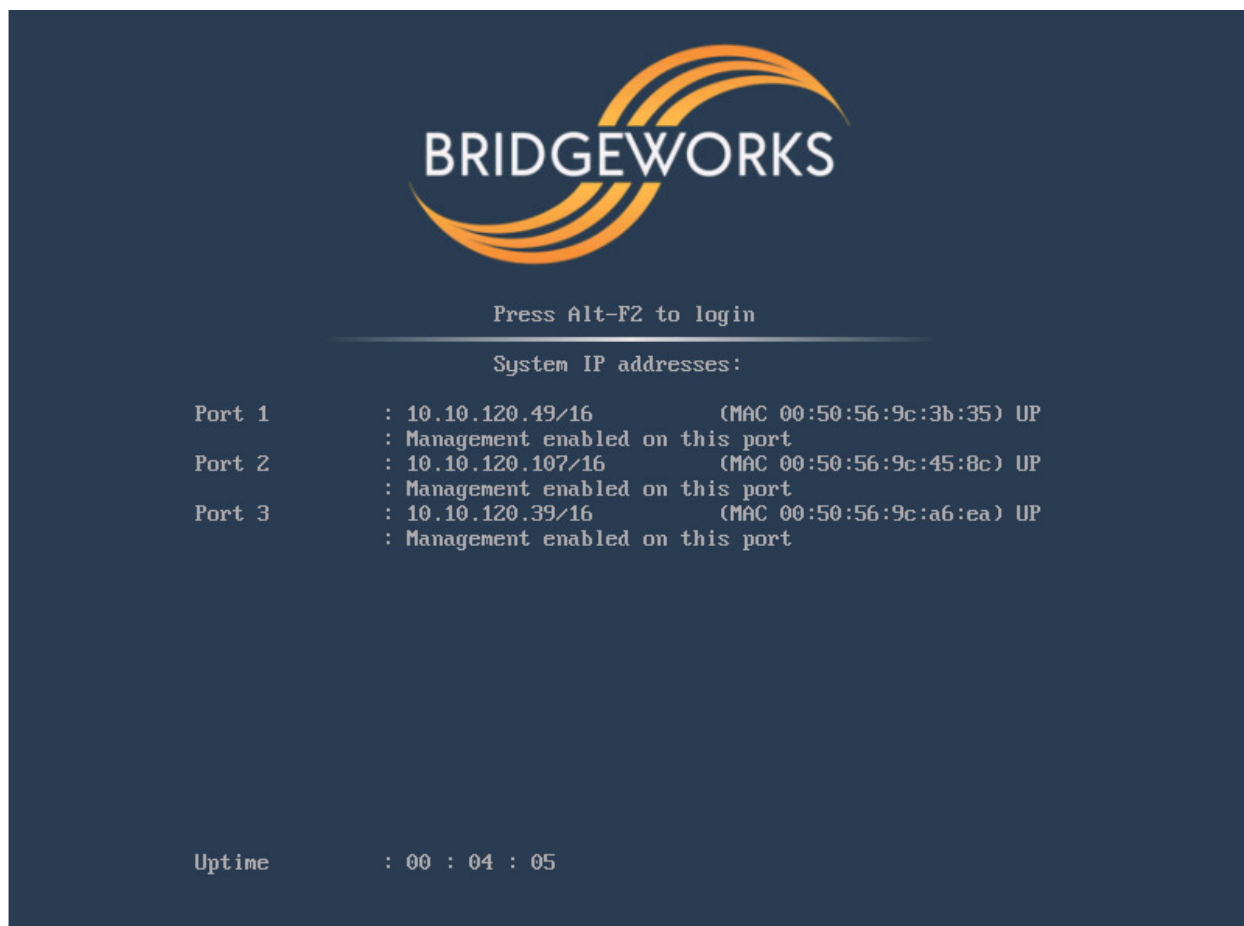 BRIDGEWORKS
Press Alt-F2 to login
System IP addresses:
Port 1 : 10.10.120.49/16 (MAC 00:50:56:9c:3b:35) UP
: Management enabled on this port
Port 2 : 10.10.120.107/16 (MAC 00:50:56:9c:45:8c) UP
: Management enabled on this port
Port 3 : 10.10.120.39/16 (MAC 00:50:56:9c:a6:ea) UP
: Management enabled on this port
Uptime : 00 : 04 : 05